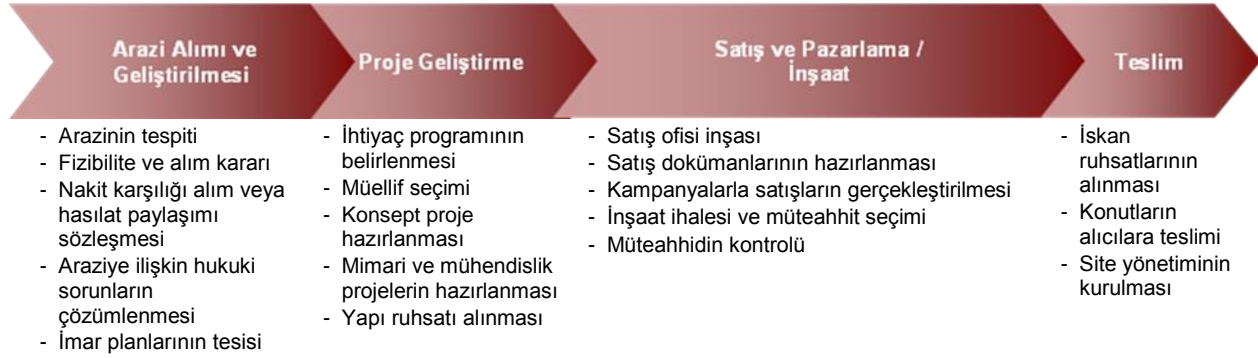 Arazi Alımı ve
Geliştirilmesi
Proje Geliştirme
Satış ve Pazarlama /
İnşaat
Teslim
- Arazinin tespiti
- Fizibilite ve alım kararı
- Nakit karşılığı alım veya
hasılat paylaşımı
sözleşmesi
- Araziye ilişkin hukuki
sorunların
çözümlenmesi
- İmar planlarının tesisi
- İhtiyaç programının
belirlenmesi
- Müellif seçimi
- Konsept proje
hazırlanması
- Mimari ve mühendislik
projelerin hazırlanması
- Yapı ruhsatı alınması
- Satış ofisi inşası
- Satış dokümanlarının hazırlanması
- Kampanyalarla satışların gerçekleştirilmesi
- İnşaat ihalesi ve müteahhit seçimi
- Müteahhidin kontrolü
- İskan
ruhsatlarının
alınması
- Konutların
alıcılara teslimi
- Site yönetiminin
kurulması